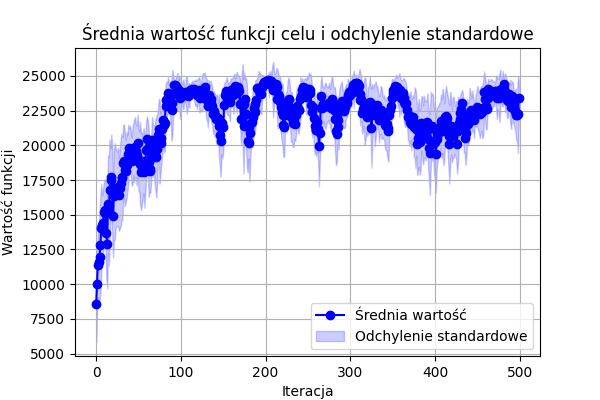 Średnia wartość funkcji celu i odchylenie standardowe
Wartość funkcji
25000
22500
20000
17500
15000
12500
10000
7500
5000
0 100 200 300 400 500
Iteracja
Średnia wartość
Odchylenie standardowe